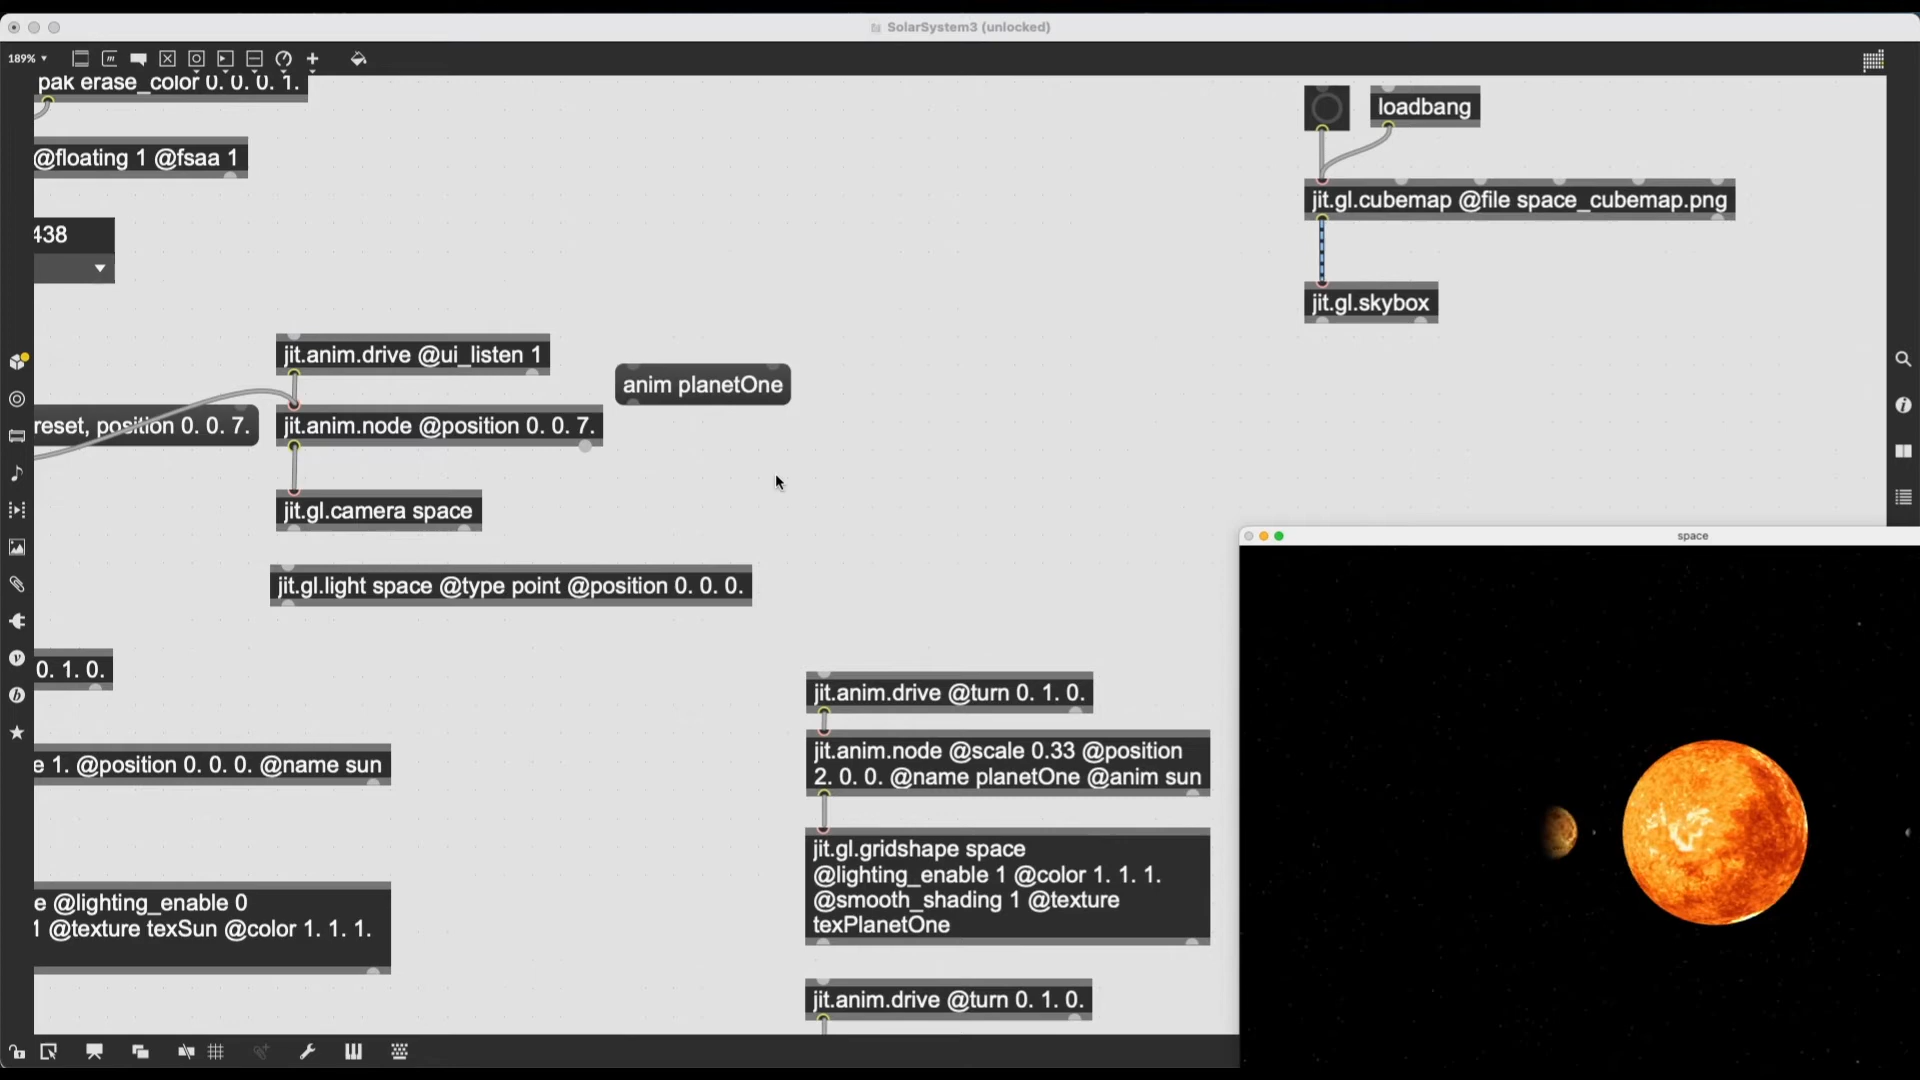 SolarSystem3 (unlocked)
189%
pak erase_color 0. 0. 0. 1.
@floating 1 @fsaa 1
438
jit.anim.drive @ui_listen 1
anim planetOne
reset, position 0. 0. 7.
jit.anim.node @position 0. 0. 7.
jit.gl.camera space
jit.gl.light space @type point @position 0. 0. 0.
0. 1. 0.
e 1. @position 0. 0. 0. @name sun
e @lighting_enable 0
1 @texture texSun @color 1. 1. 1.
loadbang
jit.gl.cubemap @file space_cubemap.png
jit.gl.skybox
jit.anim.drive @turn 0. 1. 0.
jit.anim.node @scale 0.33 @position
2. 0. 0. @name planetOne @anim sun
jit.gl.gridshape space
@lighting_enable 1 @color 1. 1. 1.
@smooth_shading 1 @texture
texPlanetOne
jit.anim.drive @turn 0. 1. 0.
space